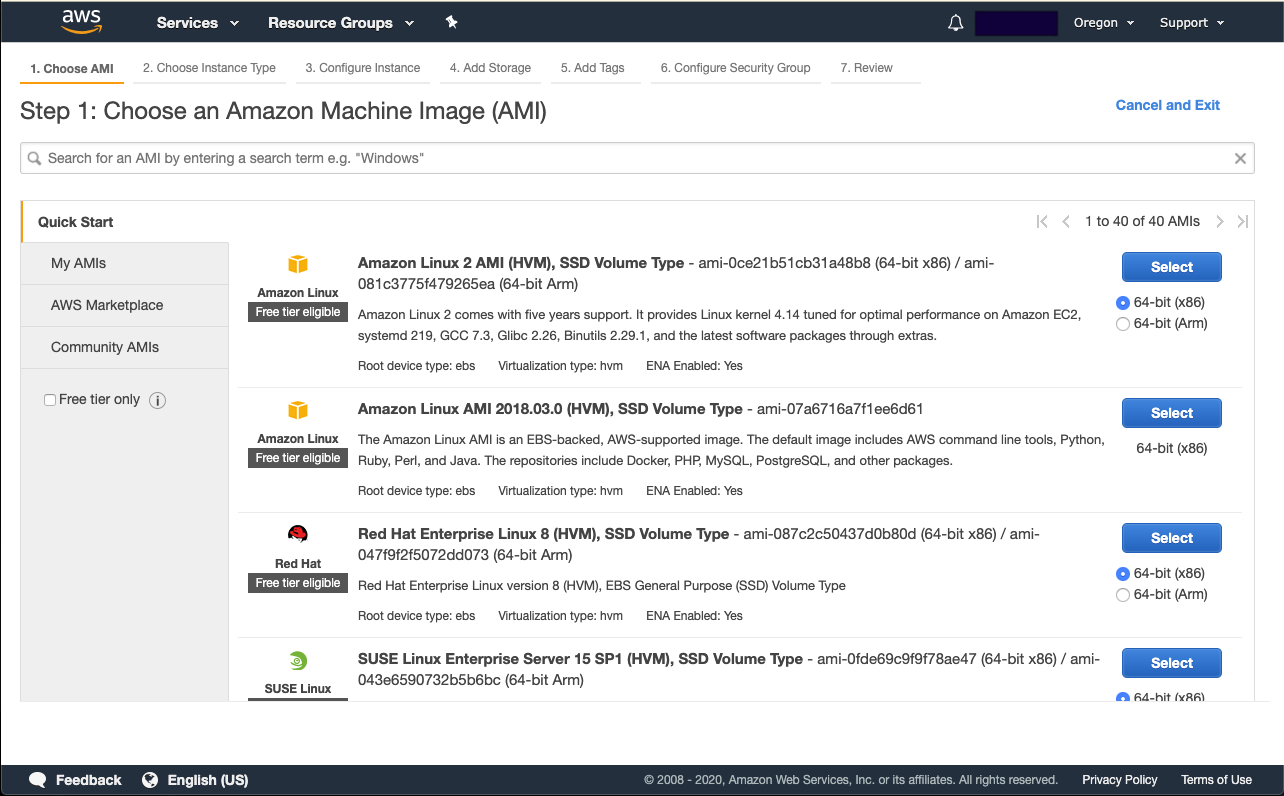 aws Services Resource Groups Oregon Support
1. Choose AMI 2. Choose Instance Type 3. Configure Instance 4. Add Storage 5. Add Tags 6. Configure Security Group 7. Review
Step 1: Choose an Amazon Machine Image (AMI)
Cancel and Exit
Search for an AMI by entering a search term e.g. "Windows"
Quick Start
My AMIs
AWS Marketplace
Community AMIs
Free tier only
1 to 40 of 40 AMIs
Amazon Linux
Free tier eligible
Amazon Linux 2 AMI (HVM), SSD Volume Type - ami-0ce21b51cb31a48b8 (64-bit x86) / ami-
081c3775f479265ea (64-bit Arm)
Amazon Linux 2 comes with five years support. It provides Linux kernel 4.14 tuned for optimal performance on Amazon EC2,
systemd 219, GCC 7.3, Glibc 2.26, Binutils 2.29.1, and the latest software packages through extras.
Root device type: ebs Virtualization type: hvm ENA Enabled: Yes
Select
64-bit (x86)
64-bit (Arm)
Amazon Linux
Free tier eligible
Amazon Linux AMI 2018.03.0 (HVM), SSD Volume Type - ami-07a6716a7f1ee6d61
The Amazon Linux AMI is an EBS-backed, AWS-supported image. The default image includes AWS command line tools, Python,
Ruby, Perl, and Java. The repositories include Docker, PHP, MySQL, PostgreSQL, and other packages.
Root device type: ebs Virtualization type: hvm ENA Enabled: Yes
Select
64-bit (x86)
Red Hat
Free tier eligible
Red Hat Enterprise Linux 8 (HVM), SSD Volume Type - ami-087c2c50437d0b80d (64-bit x86) / ami-
047f9f2f5072dd073 (64-bit Arm)
Red Hat Enterprise Linux version 8 (HVM), EBS General Purpose (SSD) Volume Type
Root device type: ebs Virtualization type: hvm ENA Enabled: Yes
Select
64-bit (x86)
64-bit (Arm)
SUSE Linux
SUSE Linux Enterprise Server 15 SP1 (HVM), SSD Volume Type - ami-0fde69c9f9f78ae47 (64-bit x86) / ami-
043e6590732b5b6bc (64-bit Arm)
Select
64-bit (x86)
Feedback English (US) © 2008 - 2020, Amazon Web Services, Inc. or its affiliates. All rights reserved. Privacy Policy Terms of Use